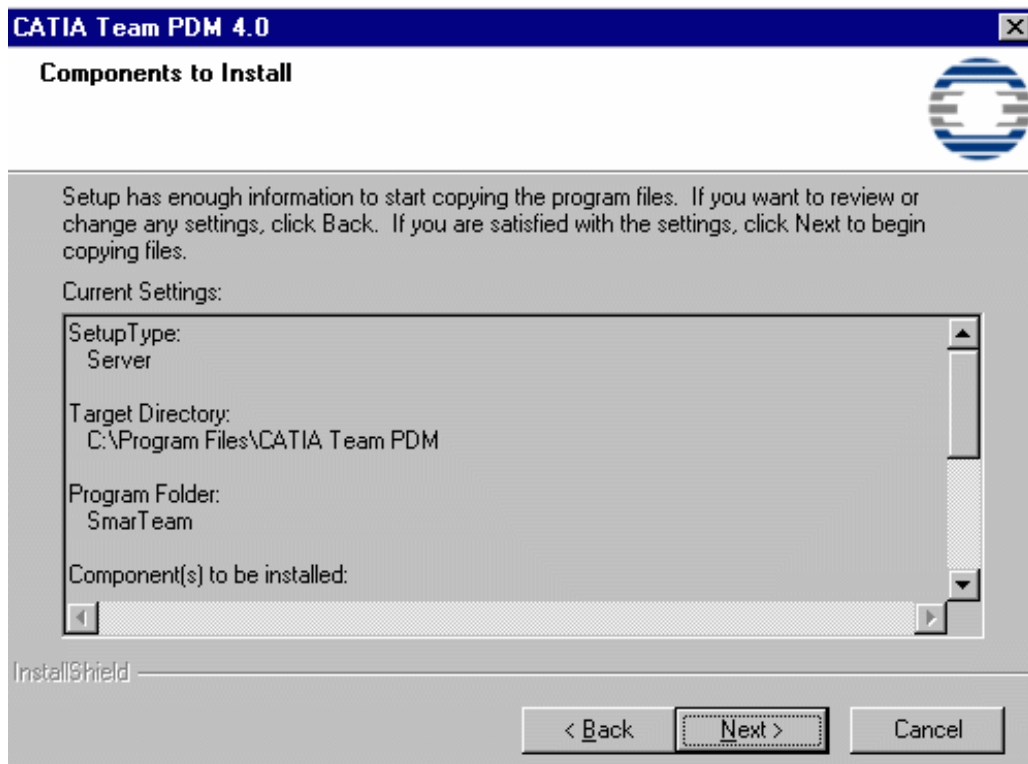 CATIA Team PDM 4.0
Components to Install
Setup has enough information to start copying the program files.  If you want to review or
change any settings, click Back.  If you are satisfied with the settings, click Next to begin
copying files.
Current Settings:
SetupType:
Server
Target Directory:
C:\Program Files\CATIA Team PDM
Program Folder:
SmarTeam
Component(s) to be installed:
InstallShield
< Back
Next >
Cancel